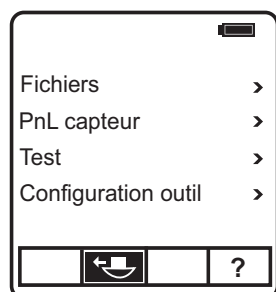 Fichiers >
PnL capteur >
Test >
Configuration outil >
?